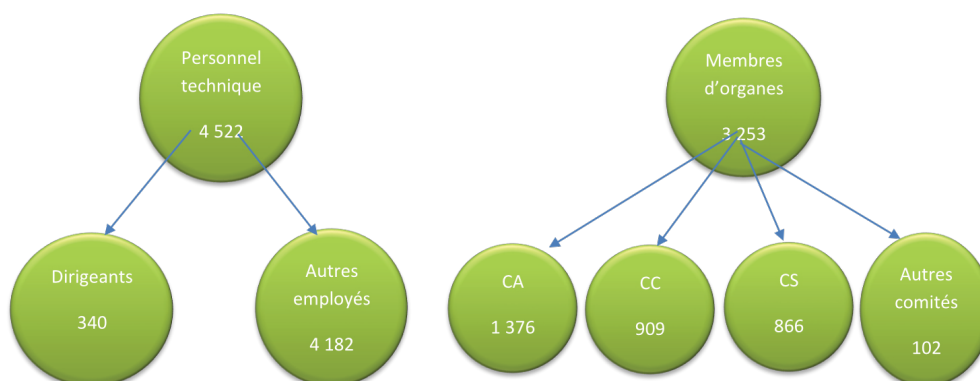 Personnel
technique
4 522
Membres
d'organes
3 253
Dirigeants
340
Autres
employés
4 182
CA
1 376
CC
909
CS
866
Autres
comités
102